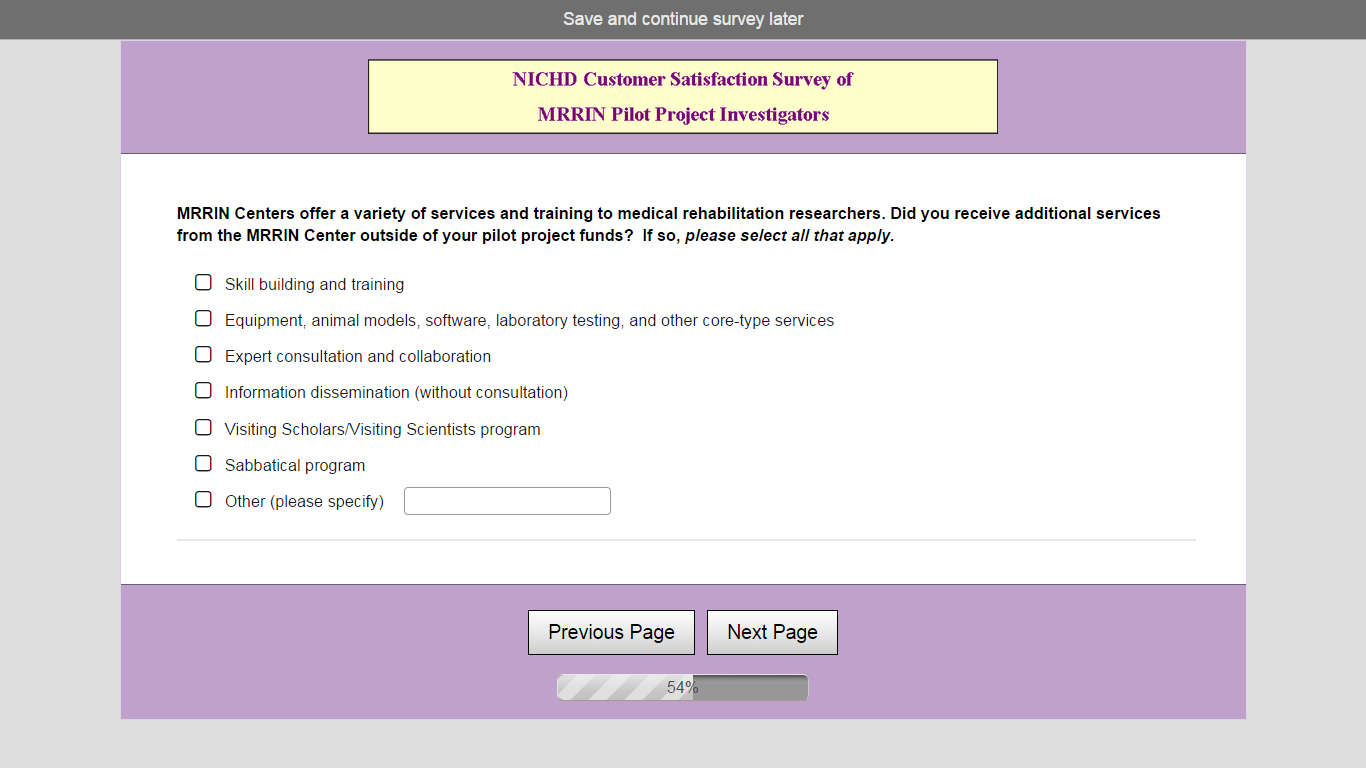 Save and continue survey later
NICHD Customer Satisfaction Survey of
MRRIN Pilot Project Investigators
MRRIN Centers offer a variety of services and training to medical rehabilitation researchers. Did you receive additional services
from the MRRIN Center outside of your pilot project funds?  If so, please select all that apply.
Skill building and training
Equipment, animal models, software, laboratory testing, and other core-type services
Expert consultation and collaboration
Information dissemination (without consultation)
Visiting Scholars/Visiting Scientists program
Sabbatical program
Other (please specify)
Previous Page Next Page
54%